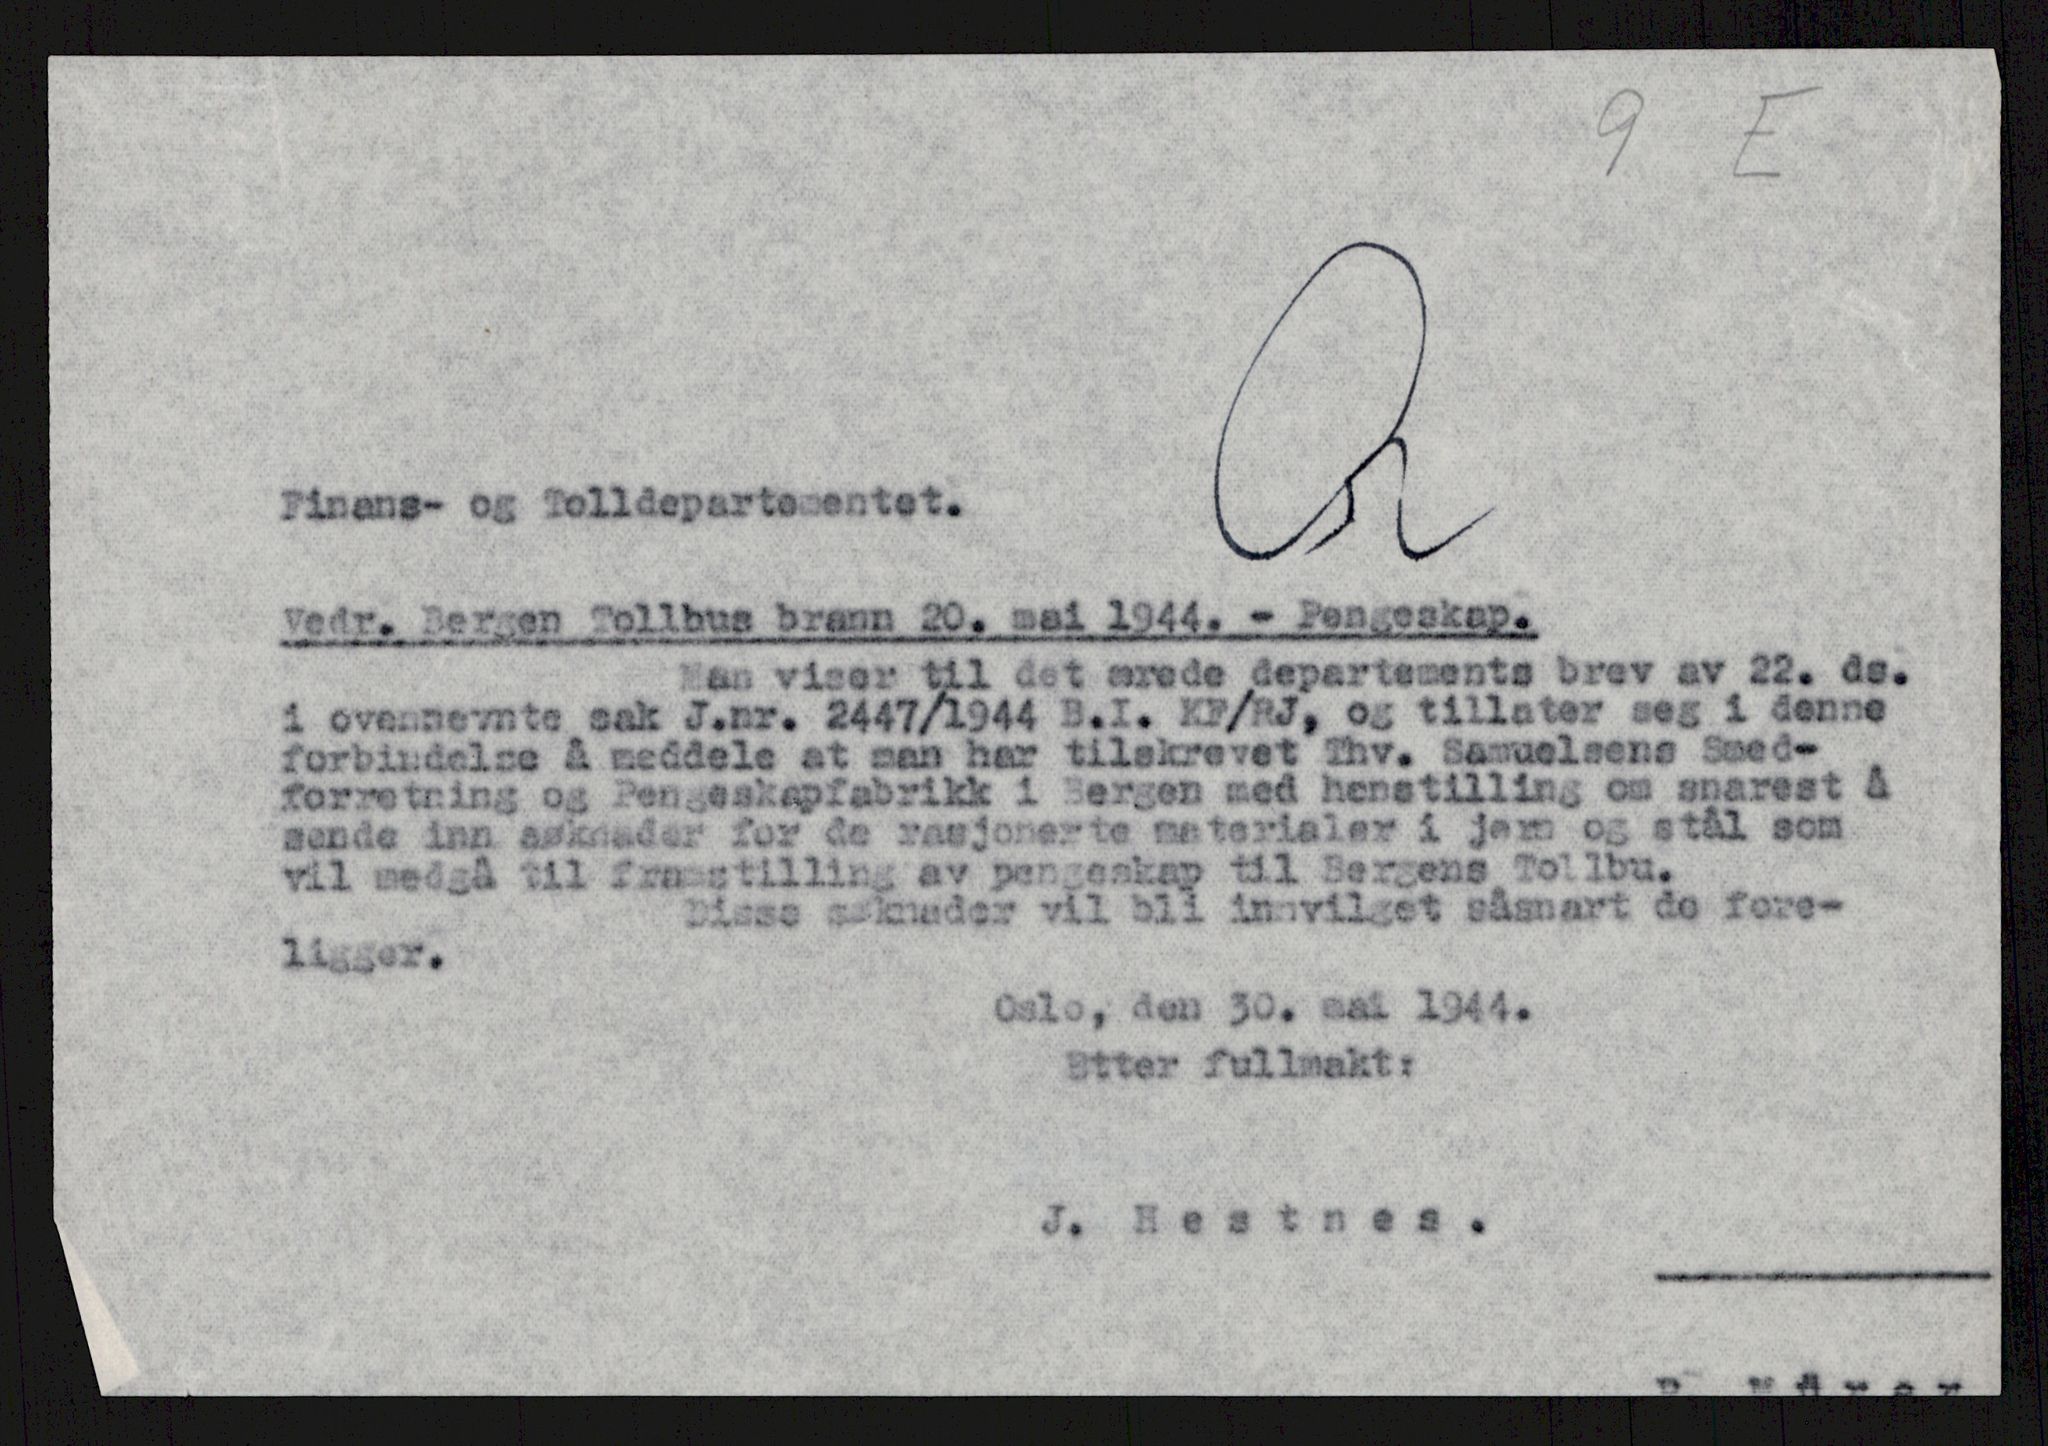 9 E
Finans- og Tolldepartementet.
Vedr. Bergen Tollbus brann 20. mai 1944. - Pengeskap.
Man viser til det ærede departements brev av 22. ds.
i ovennevnte sak J.nr. 2447/1944 B.I. KF/RJ, og tillater seg i denne
forbindelse å meddele at man har tilskrevet Thv. Samuelsens Smed-
forretning og Pengeskapfabrikk i Bergen med henstilling om snarest å
sende inn søknader for de rasjonerte materialer i jern og stål som
vil medgå til framstilling av pengeskap til Bergens Tollbu.
Disse søknader vil bli innvilget såsnart de fore-
ligger.
Oslo, den 30. mai 1944.
Etter fullmakt:
J. Hestnes.